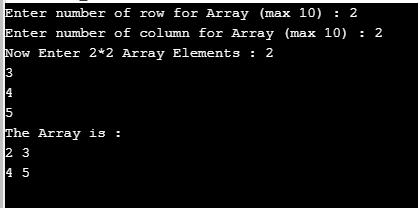 Enter number of row for Array (max 10) : 2
Enter number of column for Array (max 10) : 2
Now Enter 2*2 Array Elements : 2
3
4
5
The Array is :
2 3
4 5